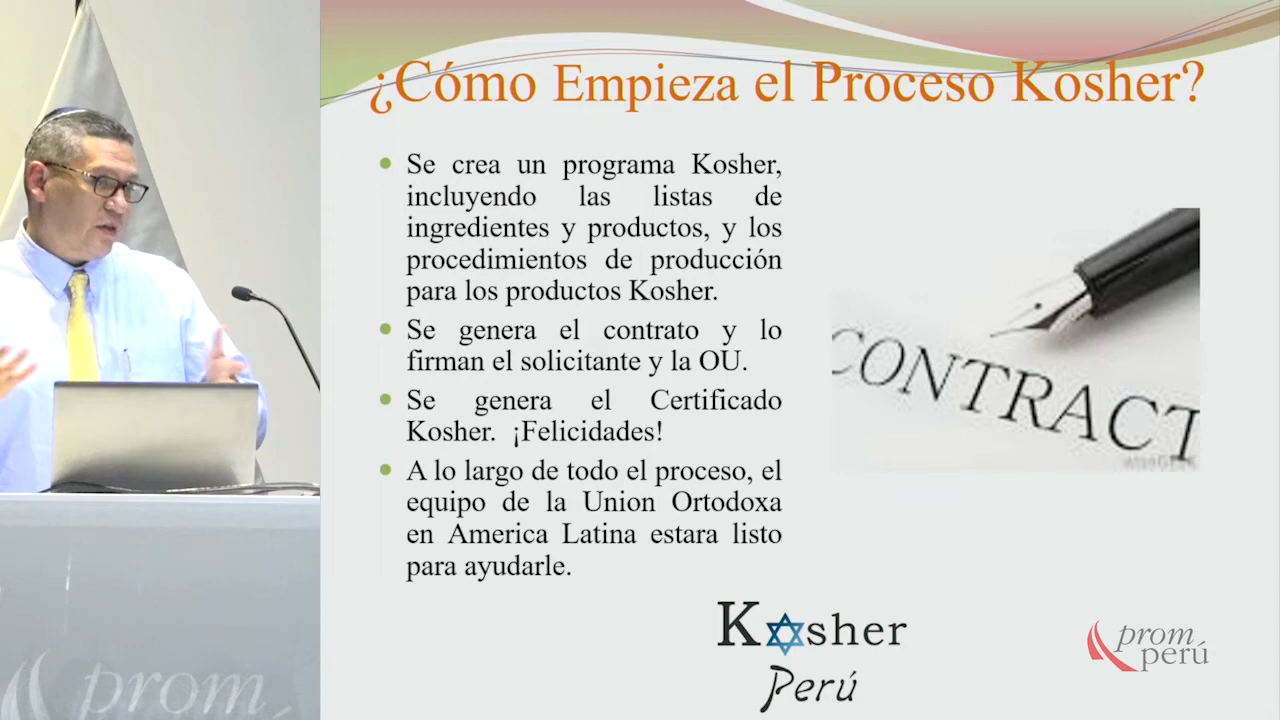 ¿Cómo Empieza el Proceso Kosher?
Se crea un programa Kosher,
incluyendo las listas de
ingredientes y productos, y los
procedimientos de producción
para los productos Kosher.
Se genera el contrato y lo
firman el solicitante y la OU.
Se genera el Certificado
Kosher. ¡Felicidades!
A lo largo de todo el proceso, el
equipo de la Union Ortodoxa
en America Latina estara listo
para ayudarle.
CONTRACT
Kosher
Perú
prom
perú
prom